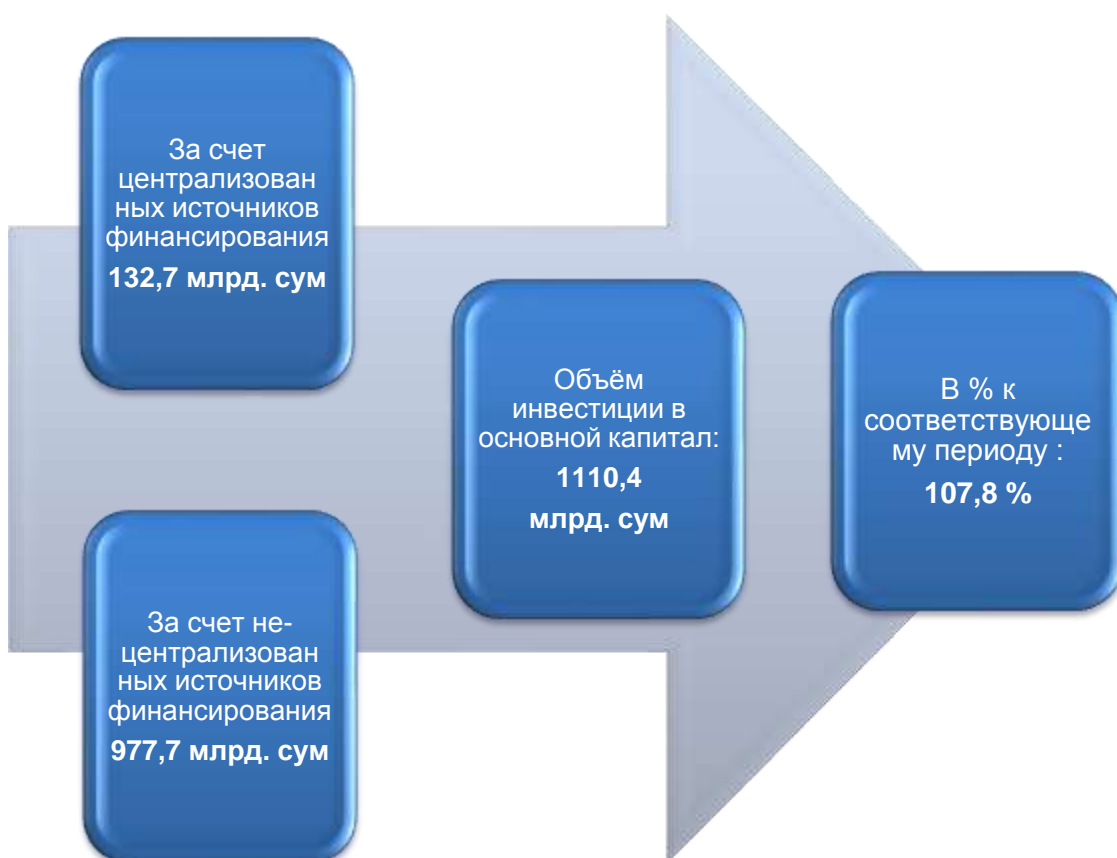 За счет
централизован
ных источников
финансирования
132,7 млрд. сум
За счет не-
централизован
ных источников
финансирования
977,7 млрд. сум
Объём
инвестиции в
основной капитал:
1110,4
млрд. сум
В % к
соответствующе
му периоду :
107,8 %